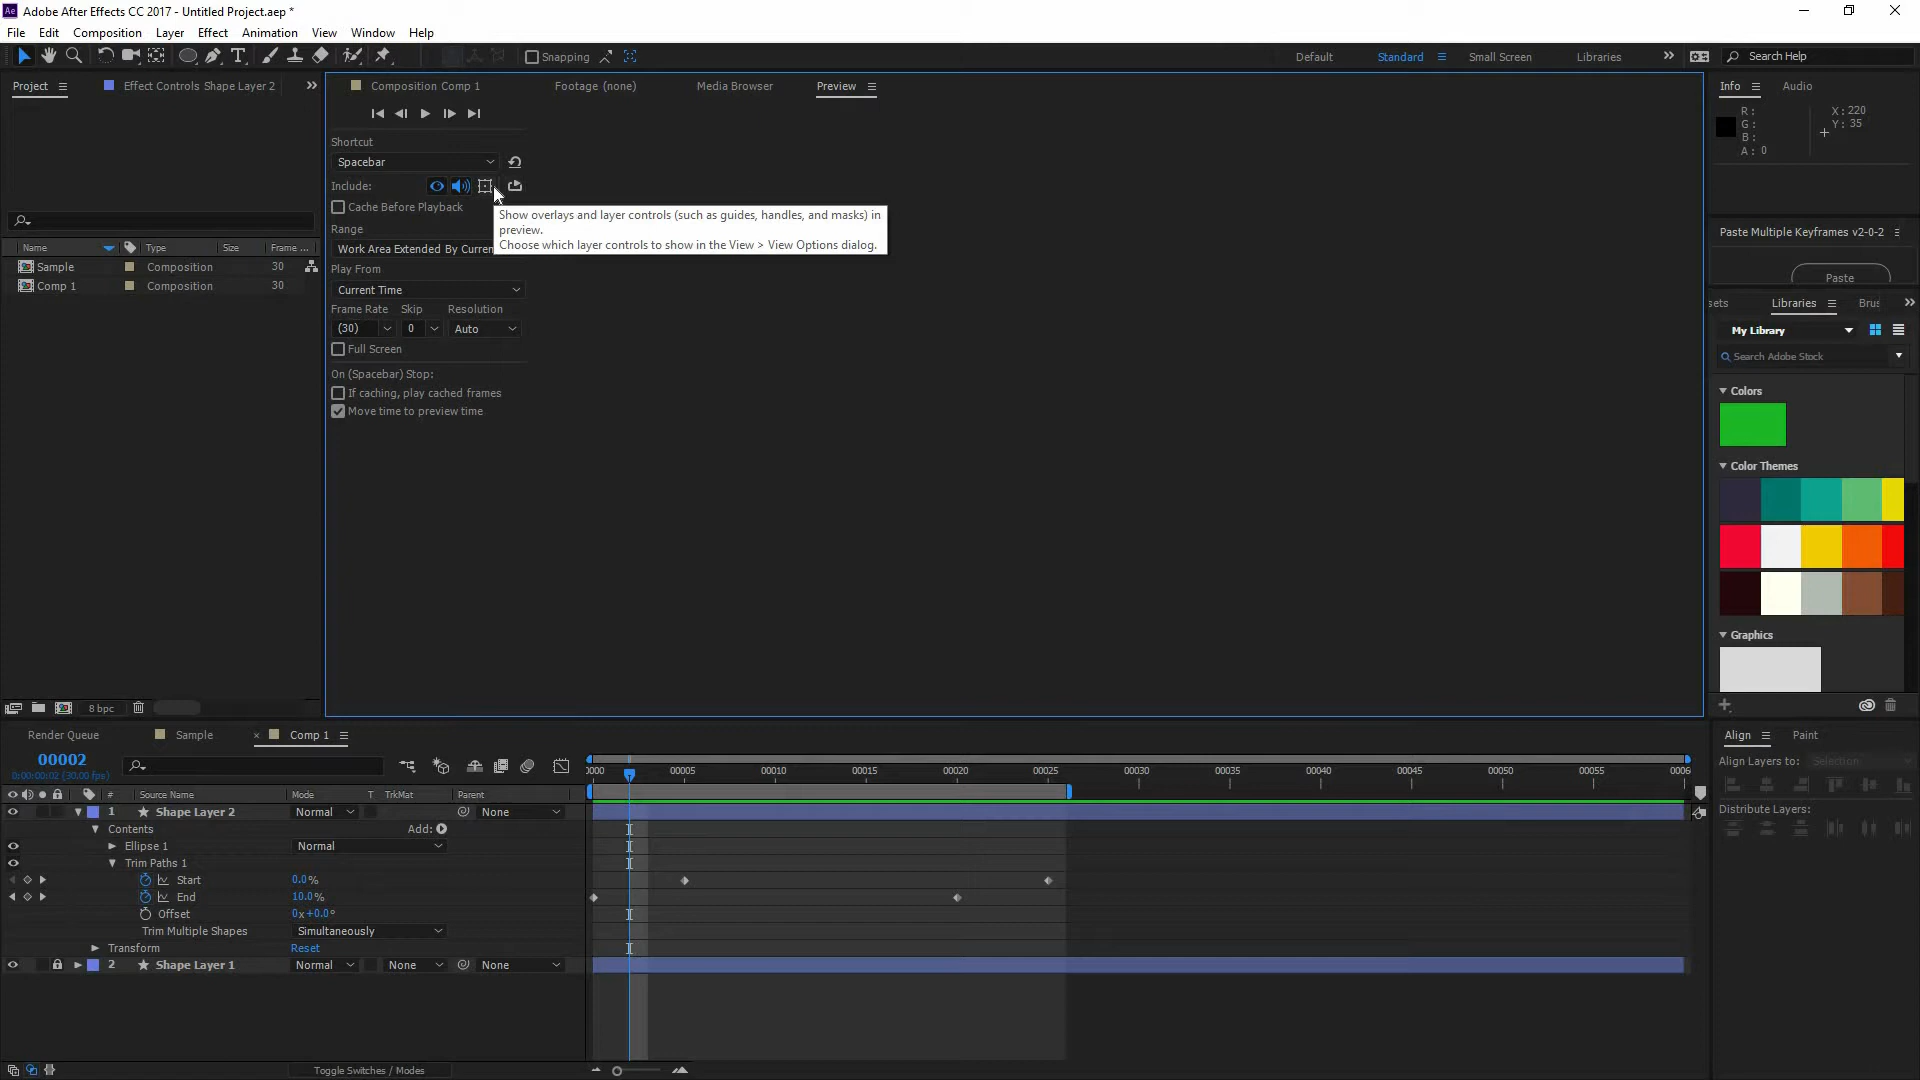 Adobe After Effects CC 2017 - Untitled Project.aep *
File Edit Composition Layer Effect Animation View Window Help
Snapping
Default Standard Small Screen Libraries Search Help
Project Effect Controls Shape Layer 2
Composition Comp 1 Footage (none) Media Browser Preview
Info Audio
R: G: B: A: 0
X: 220
Y: 35
Shortcut
Spacebar
Include:
Cache Before Playback
Show overlays and layer controls (such as guides, handles, and masks) in
preview.
Choose which layer controls to show in the View > View Options dialog.
Range
Work Area Extended By Curren
Play From
Current Time
Frame Rate Skip Resolution
(30) 0 Auto
Full Screen
On (Spacebar) Stop:
If caching, play cached frames
Move time to preview time
Name Type Size Frame ...
Sample Composition 30
Comp 1 Composition 30
8 bpc
Paste Multiple Keyframes v2-0-2
Paste
sets Libraries Brus
My Library
Search Adobe Stock
Colors
Color Themes
Graphics
Render Queue Sample Comp 1
00002
0:00:00:02 (30.00 fps)
0000 00005 00010 00015 00020 00025 00030 00035 00040 00045 00050 00055 0006
# Source Name Mode T TrkMat Parent
1 Shape Layer 2 Normal None
Contents Add:
Ellipse 1 Normal
Trim Paths 1
Start 0.0%
End 10.0%
Offset 0x+0.0°
Trim Multiple Shapes Simultaneously
Transform Reset
2 Shape Layer 1 Normal None None
Toggle Switches / Modes
Align Paint
Align Layers to: Selection
Distribute Layers: